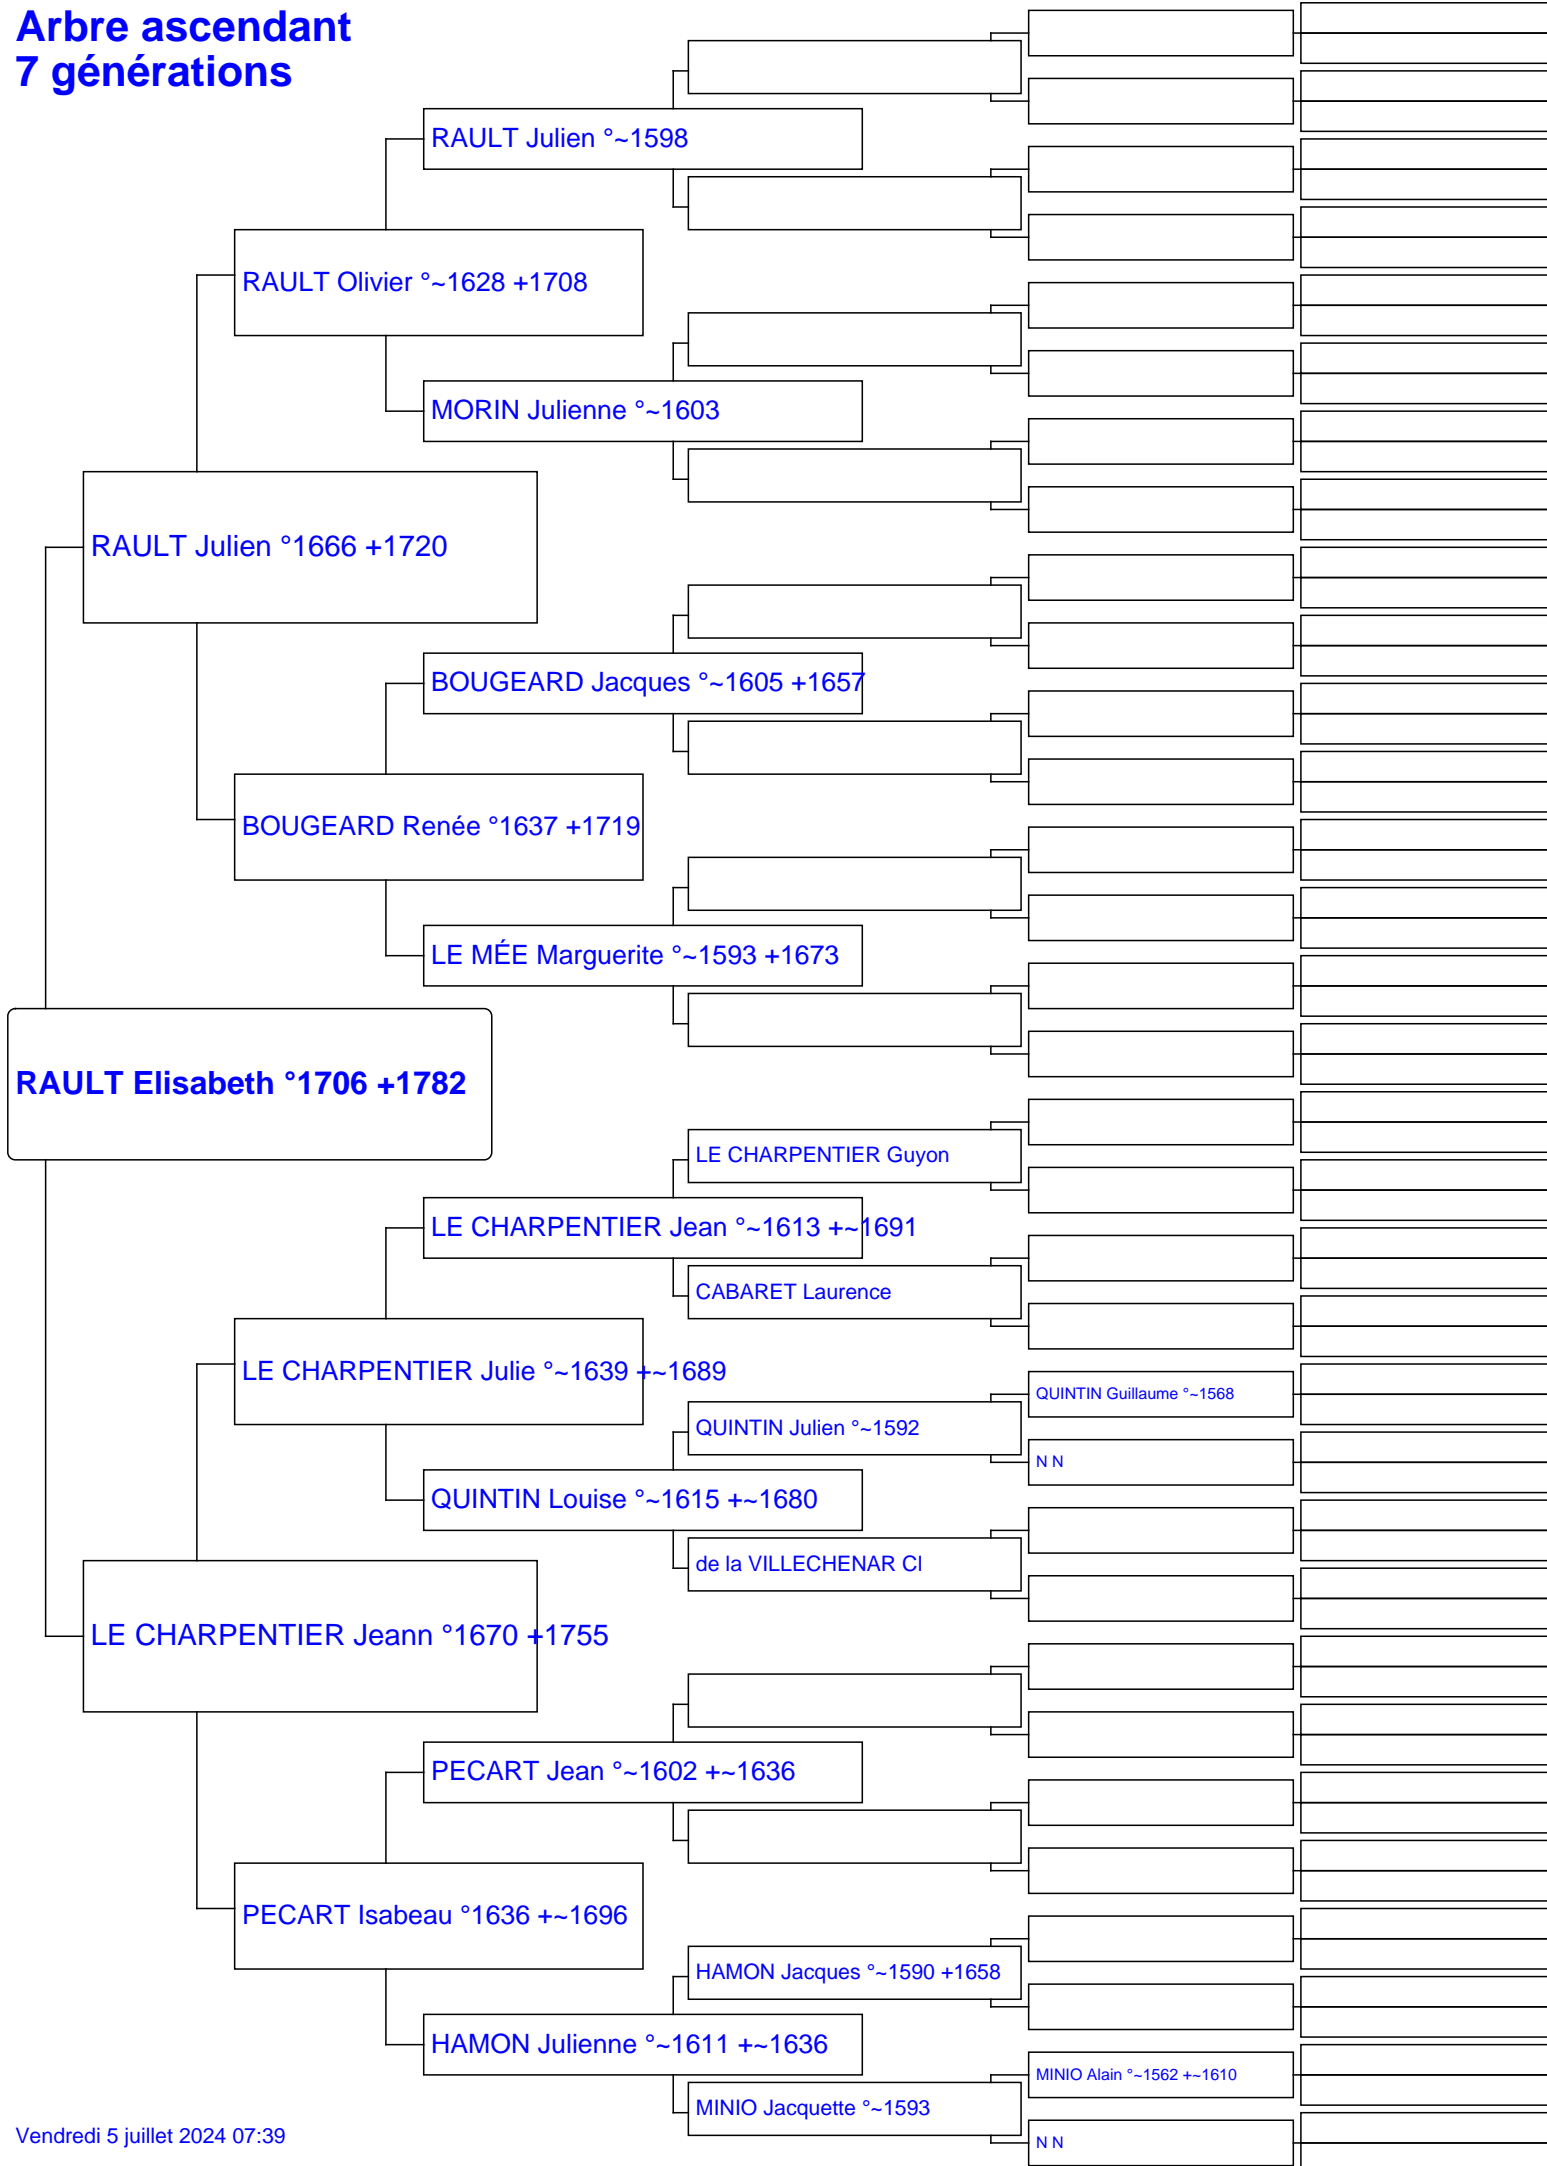 Arbre ascendant
7 générations
RAULT Julien °~1598
RAULT Olivier °~1628 +1708
MORIN Julienne °~1603
RAULT Julien °1666 +1720
BOUGEARD Jacques °~1605 +1657
BOUGEARD Renée °1637 +1719
LE MÉE Marguerite °~1593 +1673
RAULT Elisabeth °1706 +1782
LE CHARPENTIER Guyon
LE CHARPENTIER Jean °~1613 +~1691
CABARET Laurence
LE CHARPENTIER Julie °~1639 +~1689
QUINTIN Guillaume °~1568
QUINTIN Julien °~1592
N N
QUINTIN Louise °~1615 +~1680
de la VILLECHENAR Cl
LE CHARPENTIER Jeann °1670 +1755
PECART Jean °~1602 +~1636
PECART Isabeau °1636 +~1696
HAMON Jacques °~1590 +1658
HAMON Julienne °~1611 +~1636
MINIO Alain °~1562 +~1610
MINIO Jacquette °~1593
N N
Vendredi 5 juillet 2024 07:39